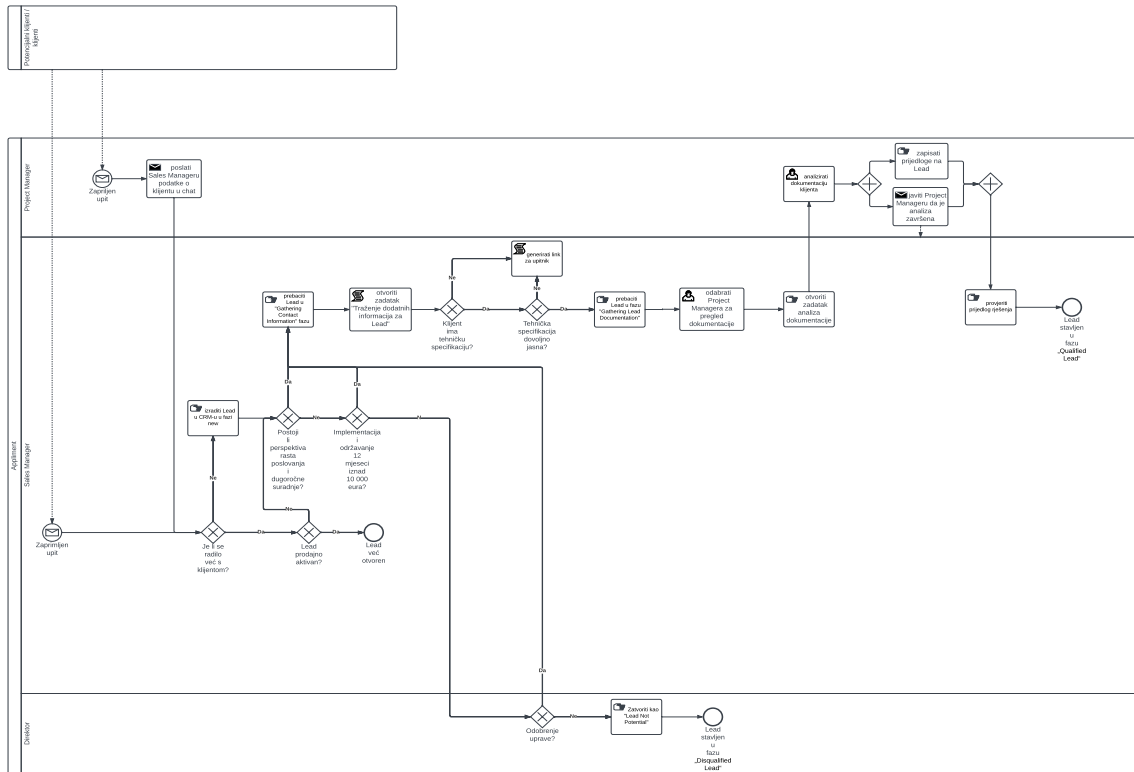 Potencijalni klijenti /
klijenti
Appliment
Project Manager
Zaprljen
upit
poslati
Sales Manageru
podatke o
klijentu u chat
analizirati
dokumentaciju
klijenta
zapisati
prijedloge na
Lead
javiti Project
Manageru da je
analiza
završena
Sales Manager
generirati link
za upitnik
Ne
Ne
prebaciti
Lead u
"Gathering
Contact
information" fazu
otvoriti
zadatak
"Traženje dodatnih
informacija za
Lead"
Da
Klijent
ima
tehničku
specifikaciju?
Da
Tehnička
specifikacija
dovoljno
jasna?
prebaciti
Lead u fazu
"Gathering Lead
Documentation"
odabrati
Project
Managera za
pregled
dokumentacije
otvoriti
zadatak
analiza
dokumentacije
provjeriti
prijedlog rješenja
Lead
stavljen
u
fazu
„Qualified
Lead"
Da
Da
izraditi Lead
u CRM-u u fazi
new
Ne
N
Postoji
li
perspektiva
rasta
poslovanja
i
dugoročne
suradnje?
Implementacija
i
održavanje
12
mjeseci
iznad
10 000
eura?
Ne
Ne
Zaprimljen
upit
Da
Da
Je li se
radilo
već s
klijentom?
Lead
prodajno
aktivan?
Lead
već
otvoren
Da
Direktor
Ne
Odobrenje
uprave?
Zatvoriti kao
"Lead Not
Potential"
Lead
stavljen
u
fazu
„Disqualified
Lead"